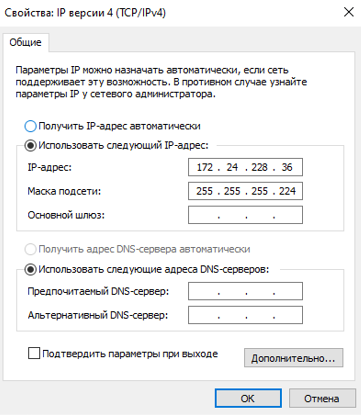 Свойства: IP версии 4 (TCP/IPv4)
Общие
Параметры IP можно назначать автоматически, если сеть
поддерживает эту возможность. В противном случае узнайте
параметры IP у сетевого администратора.
Получить IP-адрес автоматически
Использовать следующий IP-адрес:
IP-адрес: 172 . 24 . 228 . 36
Маска подсети: 255 . 255 . 255 . 224
Основной шлюз: . . .
Получить адрес DNS-сервера автоматически
Использовать следующие адреса DNS-серверов:
Предпочитаемый DNS-сервер: . . .
Альтернативный DNS-сервер: . . .
Подтвердить параметры при выходе
Дополнительно...
ОК
Отмена